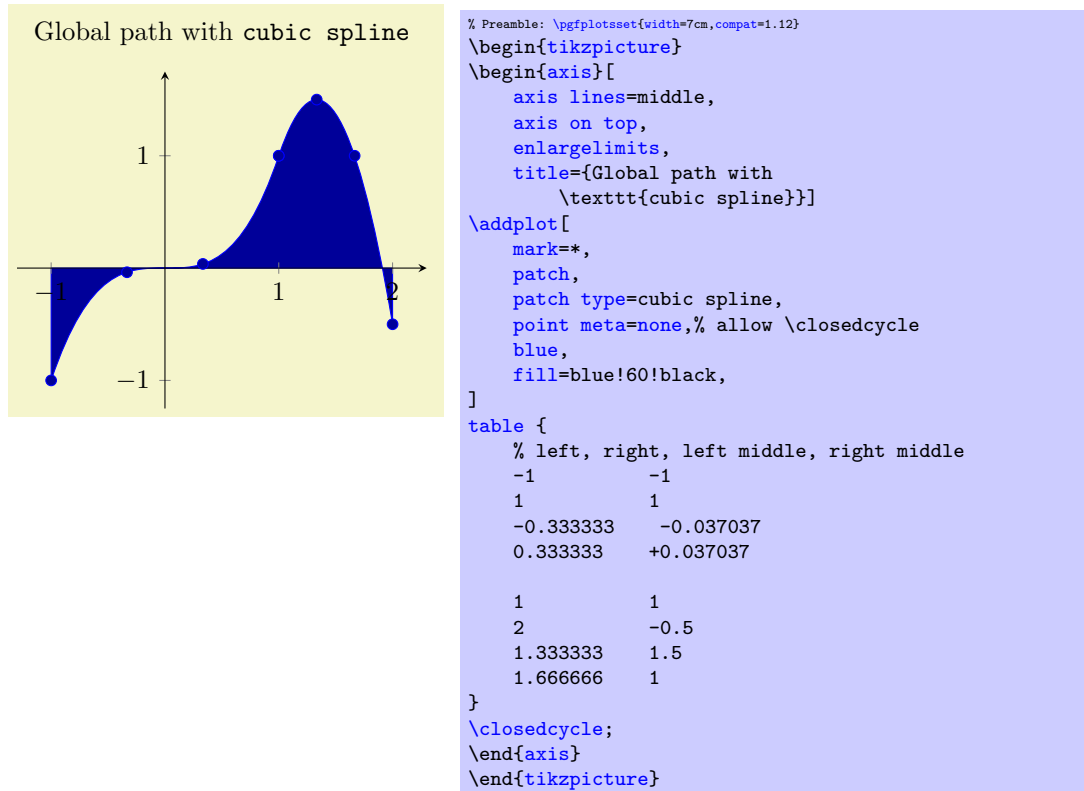 Global path with cubic spline
1
−1
1
2
−1
% Preamble: \pgfplotsset{width=7cm,compat=1.12}
\begin{tikzpicture}
\begin{axis}[
    axis lines=middle,
    axis on top,
    enlargelimits,
    title={Global path with
        \texttt{cubic spline}}]
\addplot[
    mark=*,
    patch,
    patch type=cubic spline,
    point meta=none,% allow \closedcycle
    blue,
    fill=blue!60!black,
]
table {
    % left, right, left middle, right middle
    -1          -1
    1           1
    -0.333333    -0.037037
    0.333333    +0.037037
    1           1
    2           -0.5
    1.333333    1.5
    1.666666    1
}
\closedcycle;
\end{axis}
\end{tikzpicture}